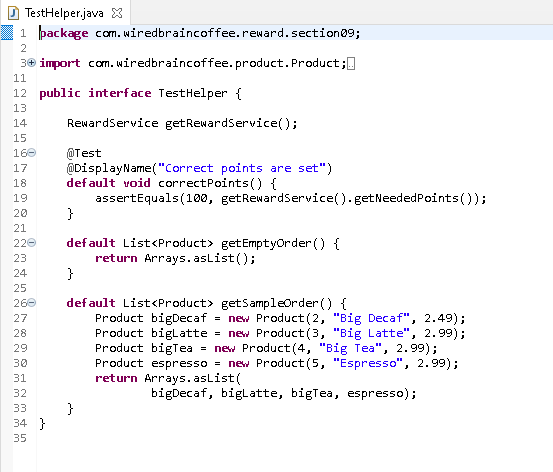 TestHelper.java
1 package com.wiredbraincoffee.reward.section09;
2
3 import com.wiredbraincoffee.product.Product;
11
12 public interface TestHelper {
13
14     RewardService getRewardService();
15
16     @Test
17     @DisplayName("Correct points are set")
18     default void correctPoints() {
19         assertEquals(100, getRewardService().getNeededPoints());
20     }
21
22     default List<Product> getEmptyOrder() {
23         return Arrays.asList();
24     }
25
26     default List<Product> getSampleOrder() {
27         Product bigDecaf = new Product(2, "Big Decaf", 2.49);
28         Product bigLatte = new Product(3, "Big Latte", 2.99);
29         Product bigTea = new Product(4, "Big Tea", 2.99);
30         Product espresso = new Product(5, "Espresso", 2.99);
31         return Arrays.asList(
32                 bigDecaf, bigLatte, bigTea, espresso);
33     }
34 }
35